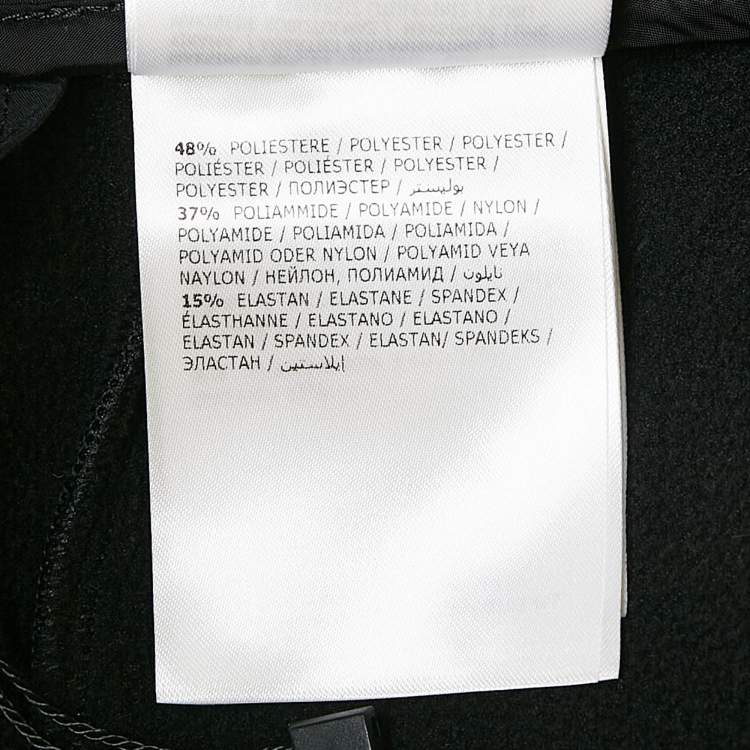 48% POLIESTERE / POLYESTER / POLYESTER /
POLIÉSTER / POLIÉSTER / POLYESTER /
POLYESTER / ПОЛИЭСТЕР / بوليستر
37% POLIAMMIDE / POLYAMIDE / NYLON /
POLYAMIDE / POLIAMIDA / POLIAMIDA /
POLYAMID ODER NYLON / POLYAMID VEYA
NAYLON / НЕЙЛОН, ПОЛИАМИД / نايلون
15% ELASTAN / ELASTANE / SPANDEX /
ÉLASTHANNE / ELASTANO / ELASTANO /
ELASTAN / SPANDEX / ELASTAN/ SPANDEKS /
ЭЛАСТАН / إيلاستين